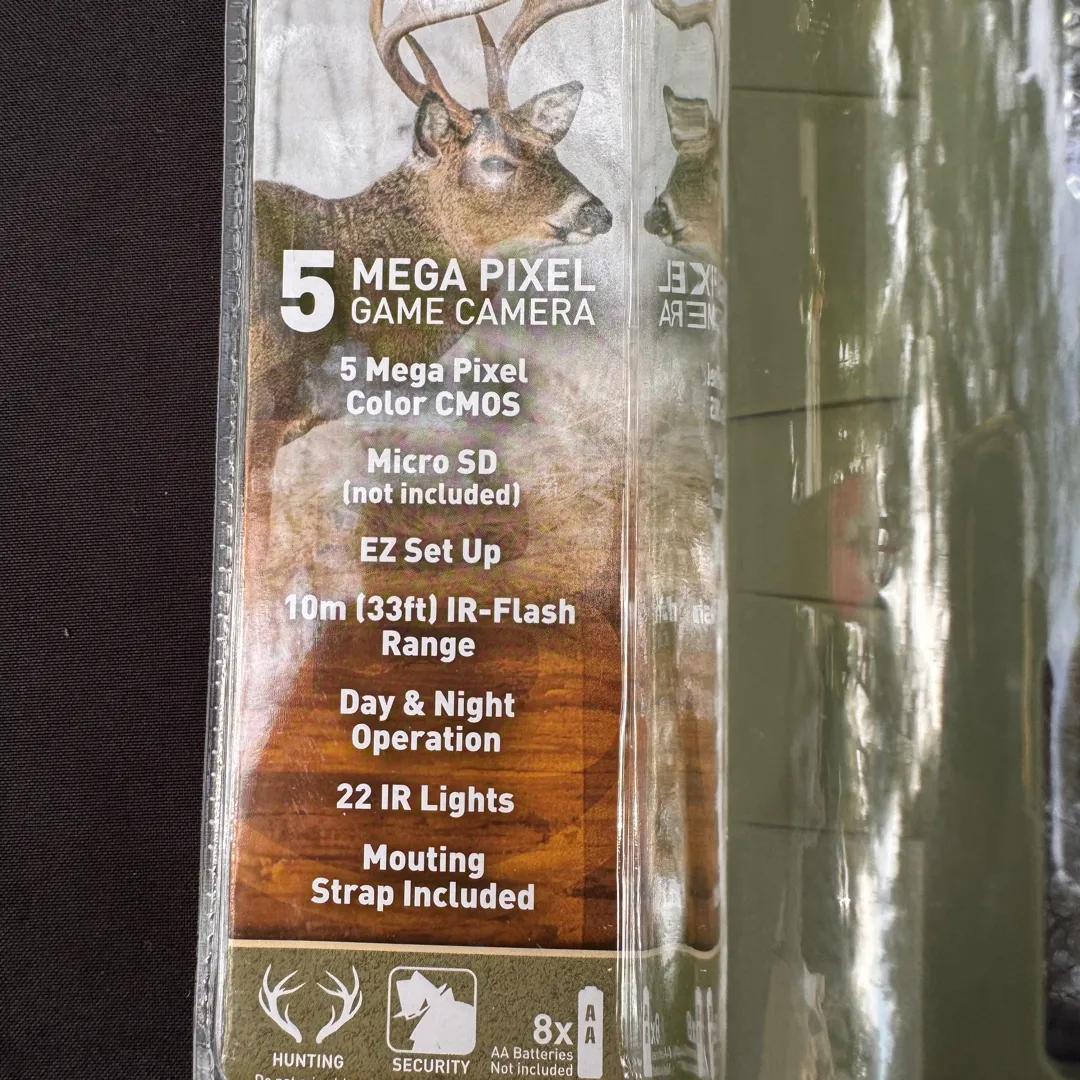 5 MEGA PIXEL
GAME CAMERA
5 Mega Pixel
Color CMOS
Micro SD
(not included)
EZ Set Up
10m (33ft) IR-Flash
Range
Day & Night
Operation
22 IR Lights
Mouting
Strap Included
HUNTING
SECURITY
8x
AA
AA Batteries
Not included